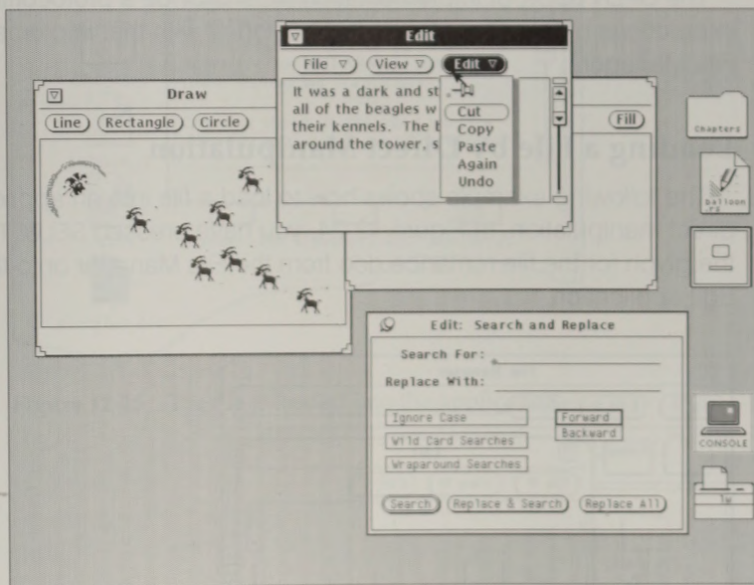 Edit
File View Edit
It was a dark and st
all of the beagles w
their kennels. The b
around the tower, s
Cut
Copy
Paste
Again
Undo
Draw
Line Rectangle Circle
Fill
Chapters
balloon
.rs
Edit: Search and Replace
Search For:
Replace With:
Ignore Case
Wild Card Searches
Wraparound Searches
Forward
Backward
Search Replace & Search Replace All
CONSOLE